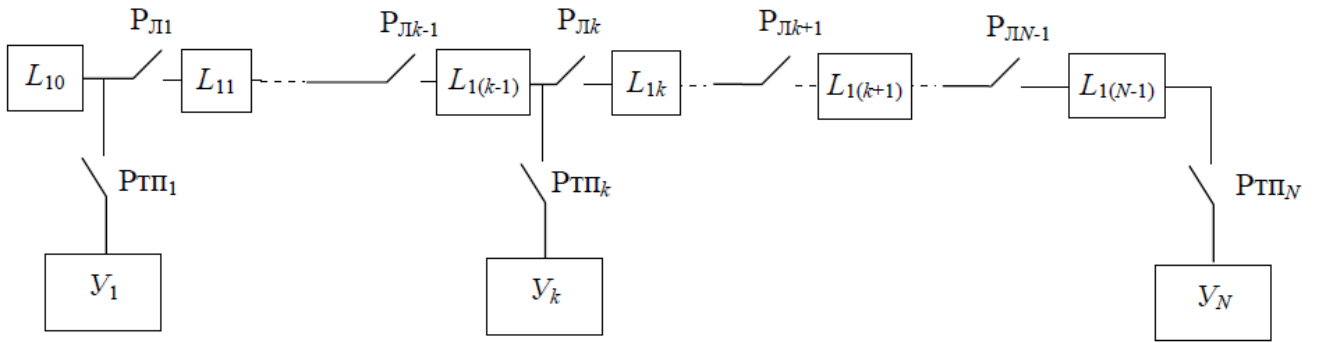 РЛ1 РЛk-1 РЛk РЛk+1 РЛN-1
L10 L11 L1(k-1) L1k L1(k+1) L1(N-1)
РТП1 РТПk РТПN
У1 Уk УN